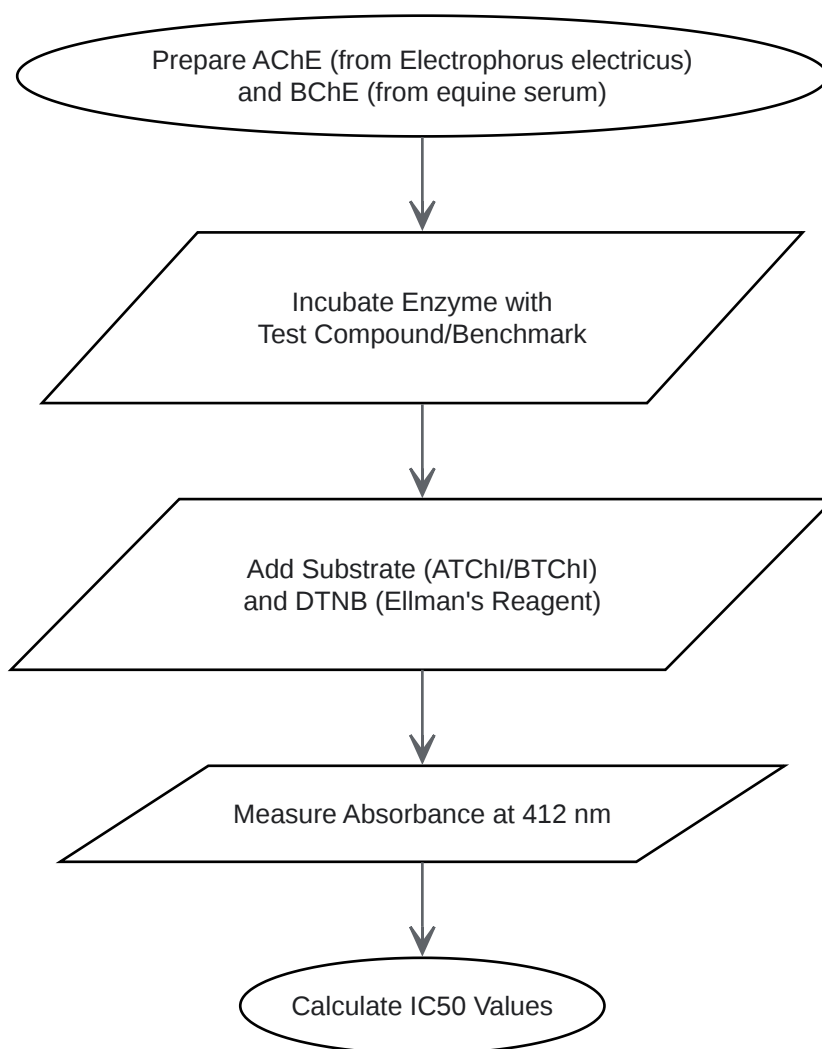 Prepare AChE (from Electrophorus electricus)
and BChE (from equine serum)
Incubate Enzyme with
Test Compound/Benchmark
Add Substrate (ATChI/BTChI)
and DTNB (Ellman's Reagent)
Measure Absorbance at 412 nm
Calculate IC50 Values